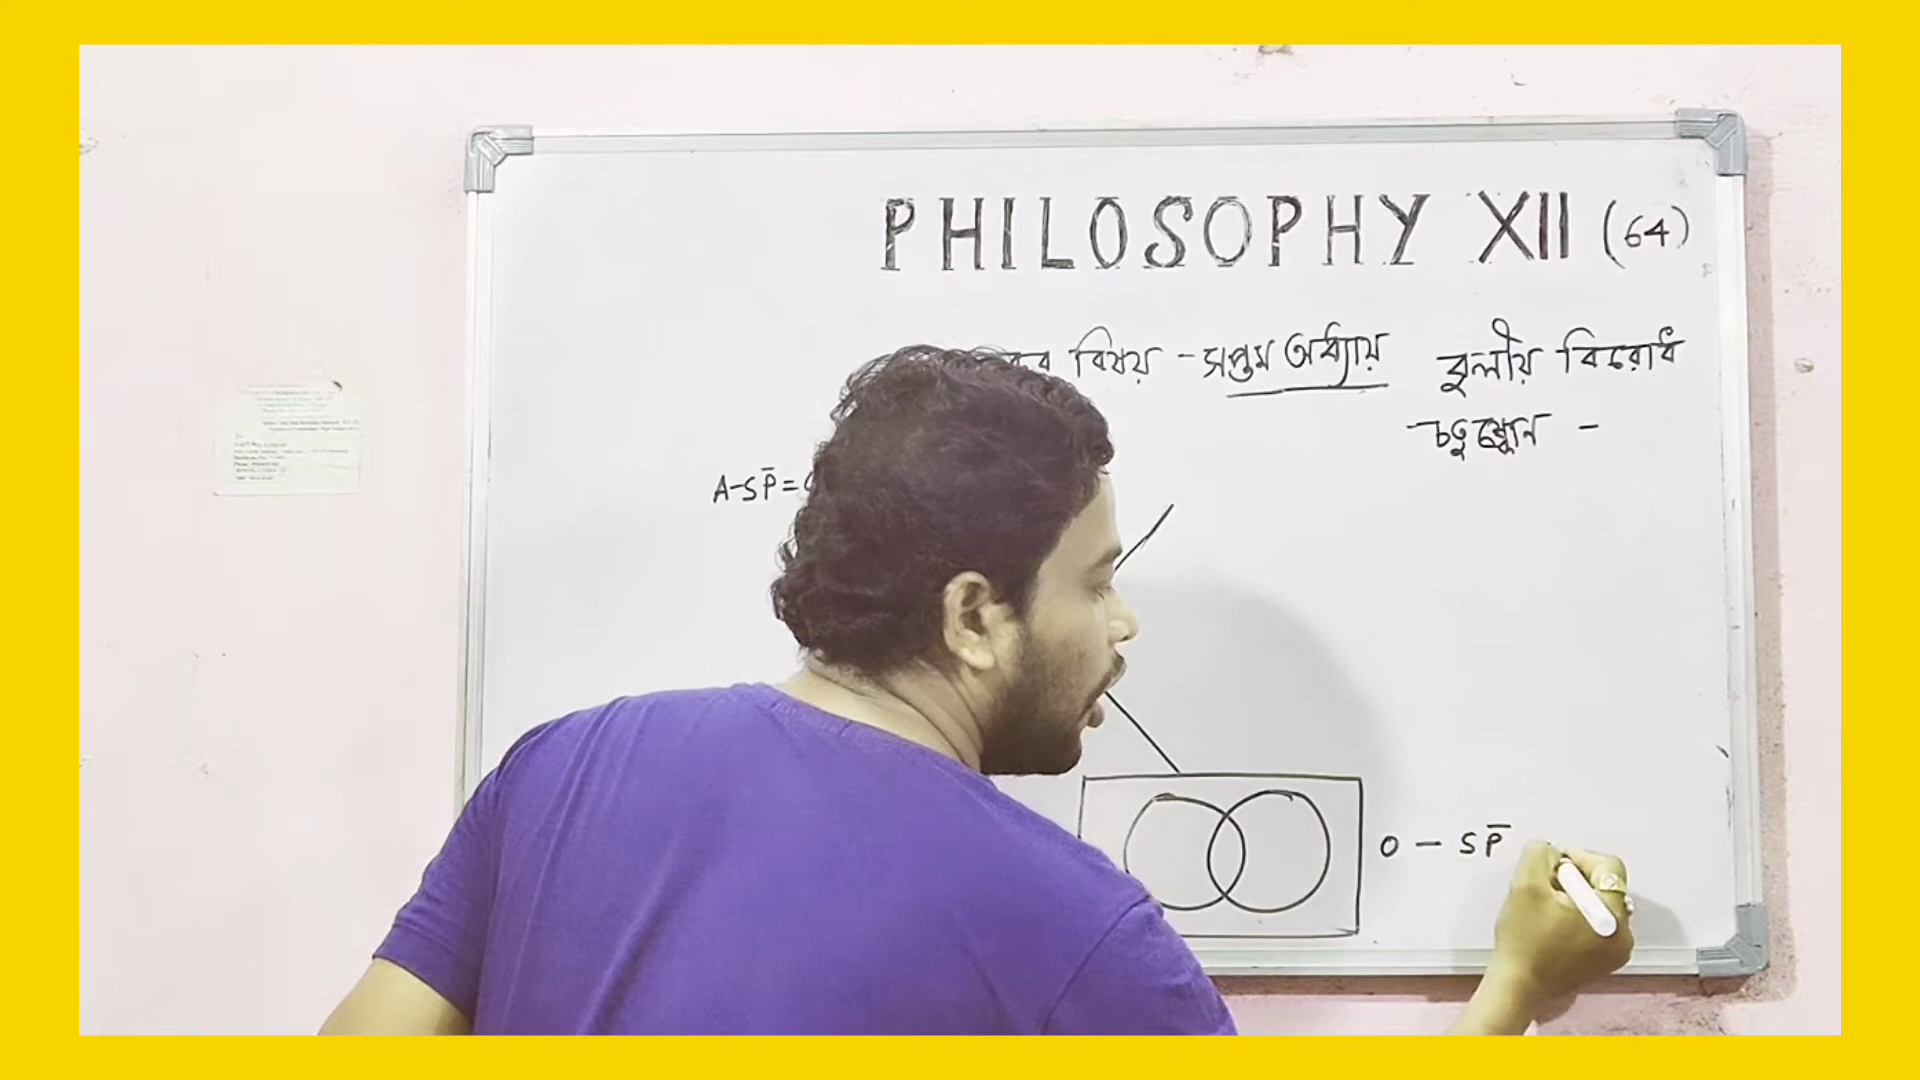 PHILOSOPHY XII (64)
বিষয় - সপ্তম অধ্যায় বুলীয় বিরোধ
চতুষ্কোন -
A-SP̅=
O - SP̅